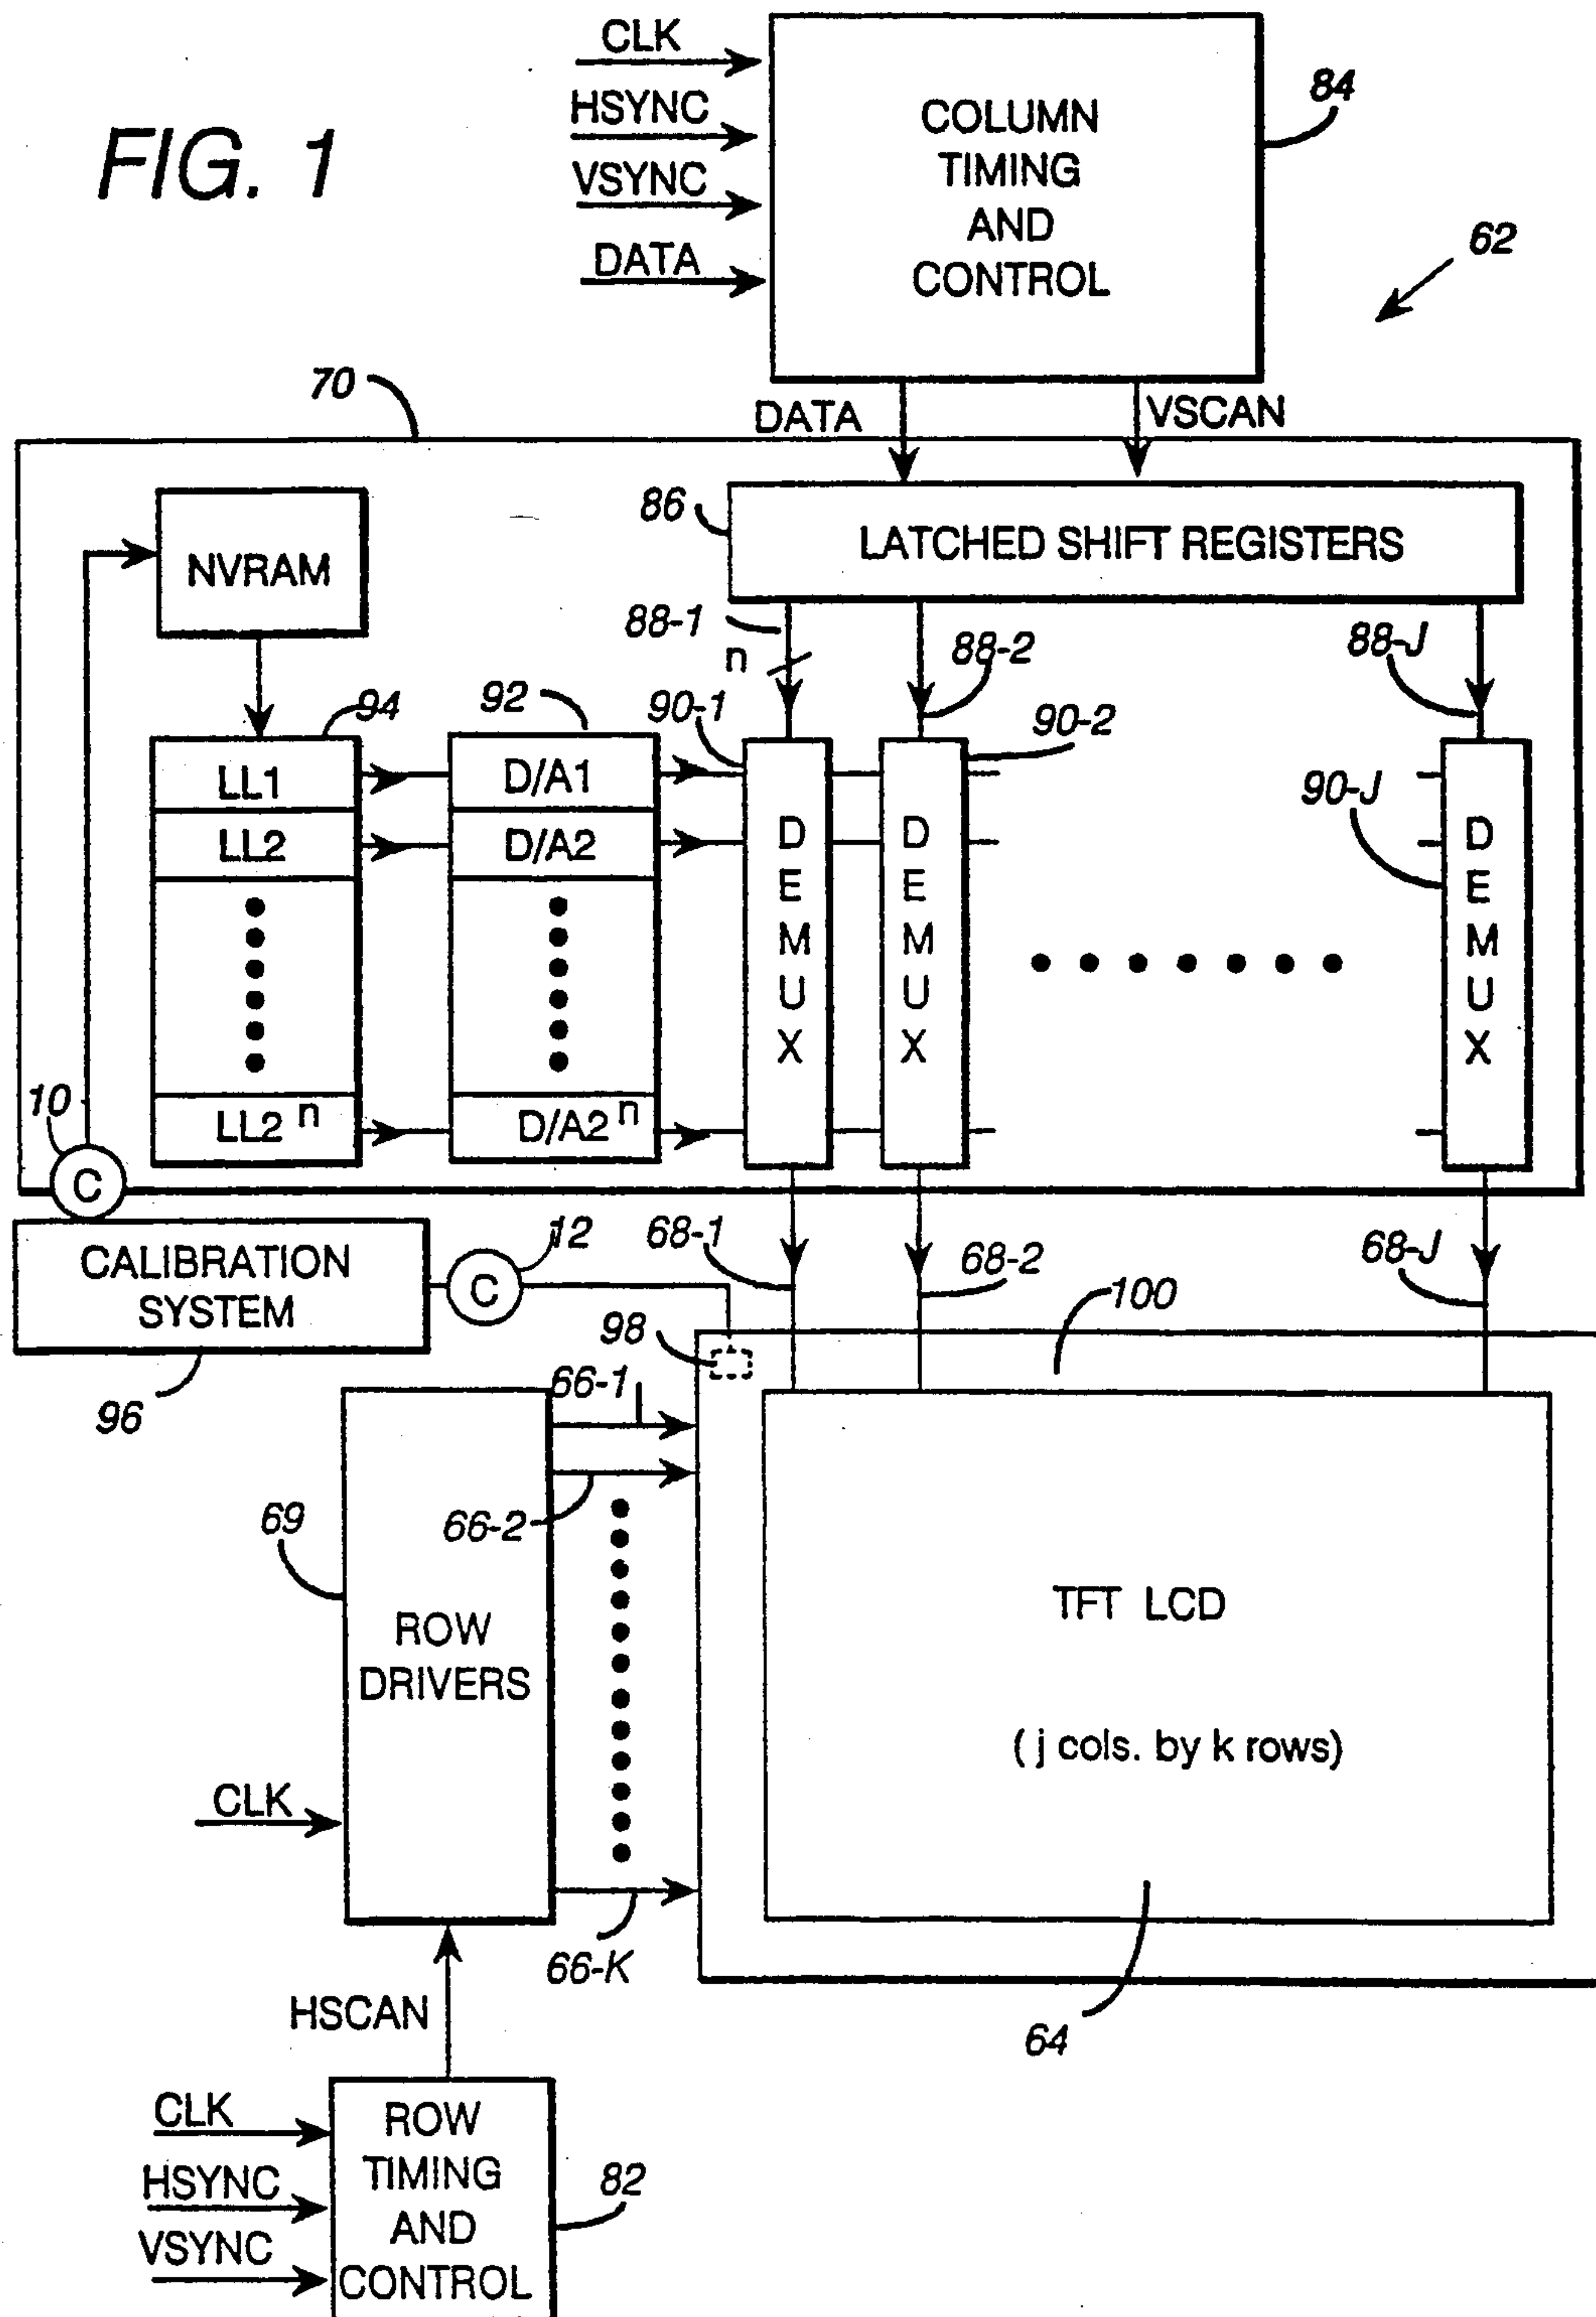 FIG. 1
CLK
HSYNC
VSYNC
DATA
COLUMN
TIMING
AND
CONTROL
84
62
70
DATA
VSCAN
NVRAM
86
LATCHED SHIFT REGISTERS
88-1
n
88-2
88-J
94
92
90-1
90-2
90-J
LL1
D/A1
LL2
D/A2
LL2 n
D/A2 n
DEMUX
DEMUX
DEMUX
10
C
CALIBRATION
SYSTEM
96
12
C
68-1
68-2
68-J
98
100
66-1
66-2
66-K
69
ROW
DRIVERS
CLK
TFT LCD
(j cols. by k rows)
64
HSCAN
CLK
HSYNC
VSYNC
ROW
TIMING
AND
CONTROL
82